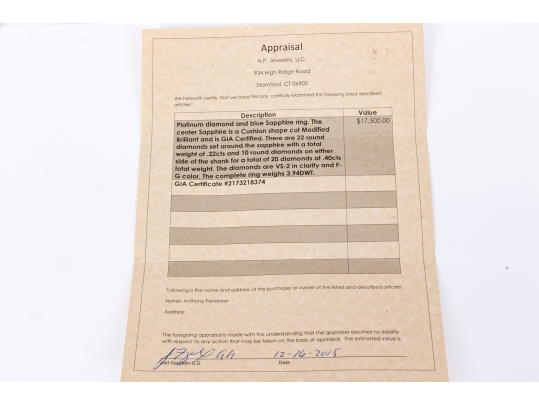 Appraisal
N.P. Jewelers, LLC.
934 High Ridge Road
Stamford, CT 06905
We herewith certify, that we have this day, carefully examined the following listed described
articles:
Description Value
Platinum diamond and blue Sapphire ring. The $17,500.00
center Sapphire is a Cushion shape cut Modified
Brilliant and is GIA Certified. There are 22 round
diamonds set around the sapphire with a total
weight of .22cts and 10 round diamonds on either
side of the shank for a total of 20 diamonds at .40cts
total weight. The diamonds are VS-2 in clarity and F-
G color. The complete ring weighs 3.94DWT.
GIA Certificate #2173218374
Following is the name and address of the purchaser or owner of the listed and described articles:
Name: Anthony Panarese
Address:
The foregoing appraisal is made with the understanding that the appraiser assumes no liability
with respect to any action that may be taken on the basis of appraisal. The estimated value is
GG 12-16-2015
G.G. Date